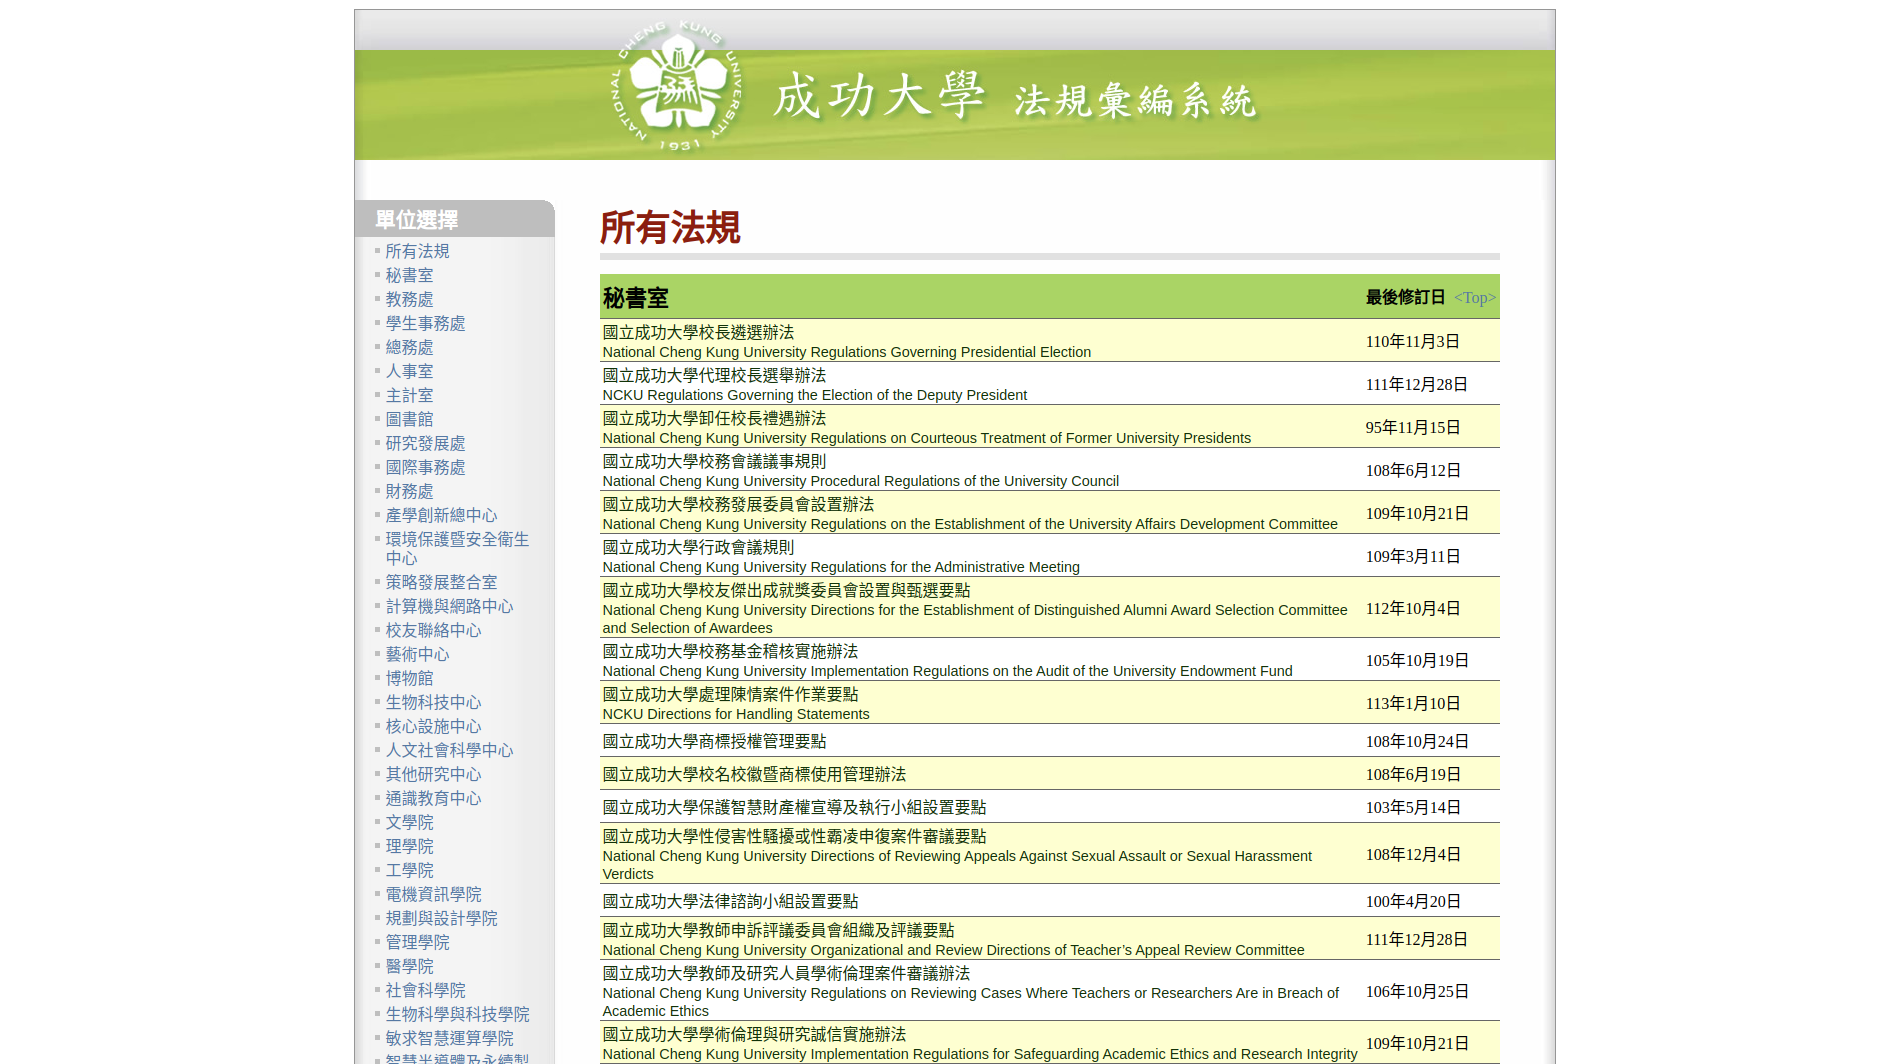 NATIONAL CHENG KUNG UNIVERSITY
1931
成功大學 法規彙編系統
單位選擇
所有法規
秘書室
教務處
學生事務處
總務處
人事室
主計室
圖書館
研究發展處
國際事務處
財務處
產學創新總中心
環境保護暨安全衛生
中心
策略發展整合室
計算機與網路中心
校友聯絡中心
藝術中心
博物館
生物科技中心
核心設施中心
人文社會科學中心
其他研究中心
通識教育中心
文學院
理學院
工學院
電機資訊學院
規劃與設計學院
管理學院
醫學院
社會科學院
生物科學與科技學院
敏求智慧運算學院
智慧半導體及永續製
所有法規
秘書室 最後修訂日 <Top>
國立成功大學校長遴選辦法
National Cheng Kung University Regulations Governing Presidential Election
110年11月3日
國立成功大學代理校長選舉辦法
NCKU Regulations Governing the Election of the Deputy President
111年12月28日
國立成功大學卸任校長禮遇辦法
National Cheng Kung University Regulations on Courteous Treatment of Former University Presidents
95年11月15日
國立成功大學校務會議議事規則
National Cheng Kung University Procedural Regulations of the University Council
108年6月12日
國立成功大學校務發展委員會設置辦法
National Cheng Kung University Regulations on the Establishment of the University Affairs Development Committee
109年10月21日
國立成功大學行政會議規則
National Cheng Kung University Regulations for the Administrative Meeting
109年3月11日
國立成功大學校友傑出成就獎委員會設置與甄選要點
National Cheng Kung University Directions for the Establishment of Distinguished Alumni Award Selection Committee
and Selection of Awardees
112年10月4日
國立成功大學校務基金稽核實施辦法
National Cheng Kung University Implementation Regulations on the Audit of the University Endowment Fund
105年10月19日
國立成功大學處理陳情案件作業要點
NCKU Directions for Handling Statements
113年1月10日
國立成功大學商標授權管理要點
108年10月24日
國立成功大學校名校徽暨商標使用管理辦法
108年6月19日
國立成功大學保護智慧財產權宣導及執行小組設置要點
103年5月14日
國立成功大學性侵害性騷擾或性霸凌申復案件審議要點
National Cheng Kung University Directions of Reviewing Appeals Against Sexual Assault or Sexual Harassment
Verdicts
108年12月4日
國立成功大學法律諮詢小組設置要點
100年4月20日
國立成功大學教師申訴評議委員會組織及評議要點
National Cheng Kung University Organizational and Review Directions of Teacher’s Appeal Review Committee
111年12月28日
國立成功大學教師及研究人員學術倫理案件審議辦法
National Cheng Kung University Regulations on Reviewing Cases Where Teachers or Researchers Are in Breach of
Academic Ethics
106年10月25日
國立成功大學學術倫理與研究誠信實施辦法
National Cheng Kung University Implementation Regulations for Safeguarding Academic Ethics and Research Integrity
109年10月21日